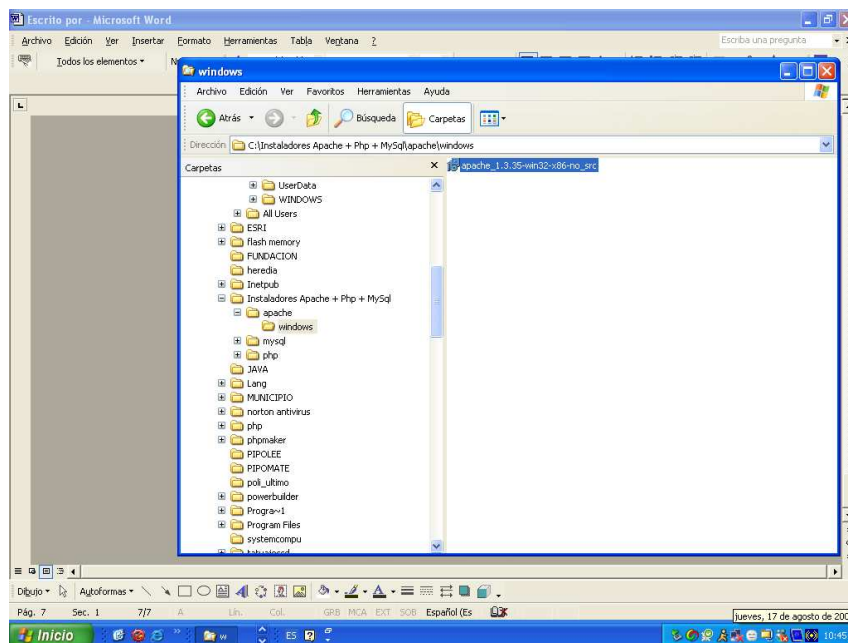 Escrito por - Microsoft Word
Archivo Edición Ver Insertar Formato Herramientas Tabla Ventana ?
Escriba una pregunta
Todos los elementos
windows
Archivo Edición Ver Favoritos Herramientas Ayuda
Atrás Búsqueda Carpetas
Dirección C:\Instaladores Apache + Php + MySql\apache\windows
Carpetas
apache_1.3.35-win32-x86-no_src
UserData
WINDOWS
All Users
ESRI
flash memory
FUNDACION
heredia
Inetpub
Instaladores Apache + Php + MySql
apache
windows
mysql
php
JAVA
Lang
MUNICIPIO
norton antivirus
php
phpmaker
PIPOLEE
PIPOMATE
poli_ultimo
powerbuilder
Progra~1
Program Files
systemcompu
Dibujo Autoformas
Pág. 7 Sec. 1 7/7 A Lín. Col. GRB MCA EXT SOB Español (Es
jueves, 17 de agosto de 200
Inicio w ES 10:45